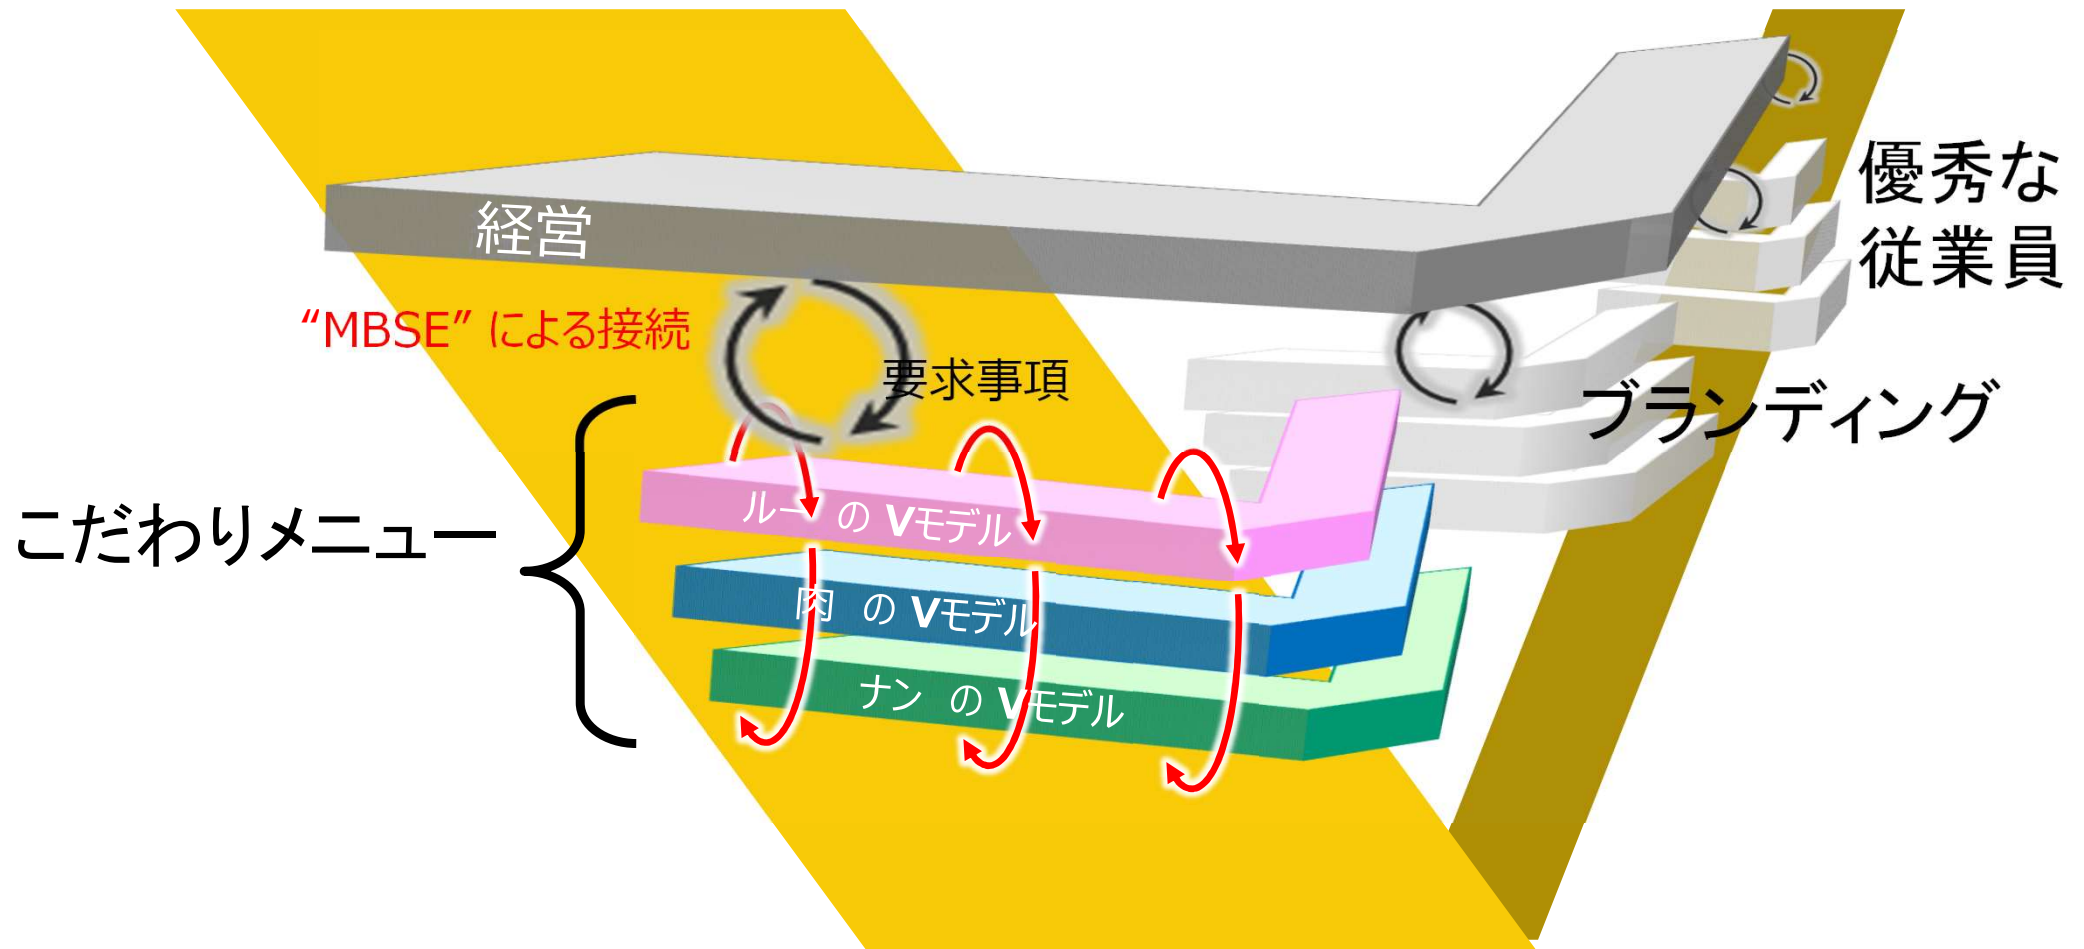 優秀な
従業員
経営
“MBSE” による接続
要求事項
ブランディング
こだわりメニュー
ルー の Vモデル
肉 の Vモデル
ナン の Vモデル